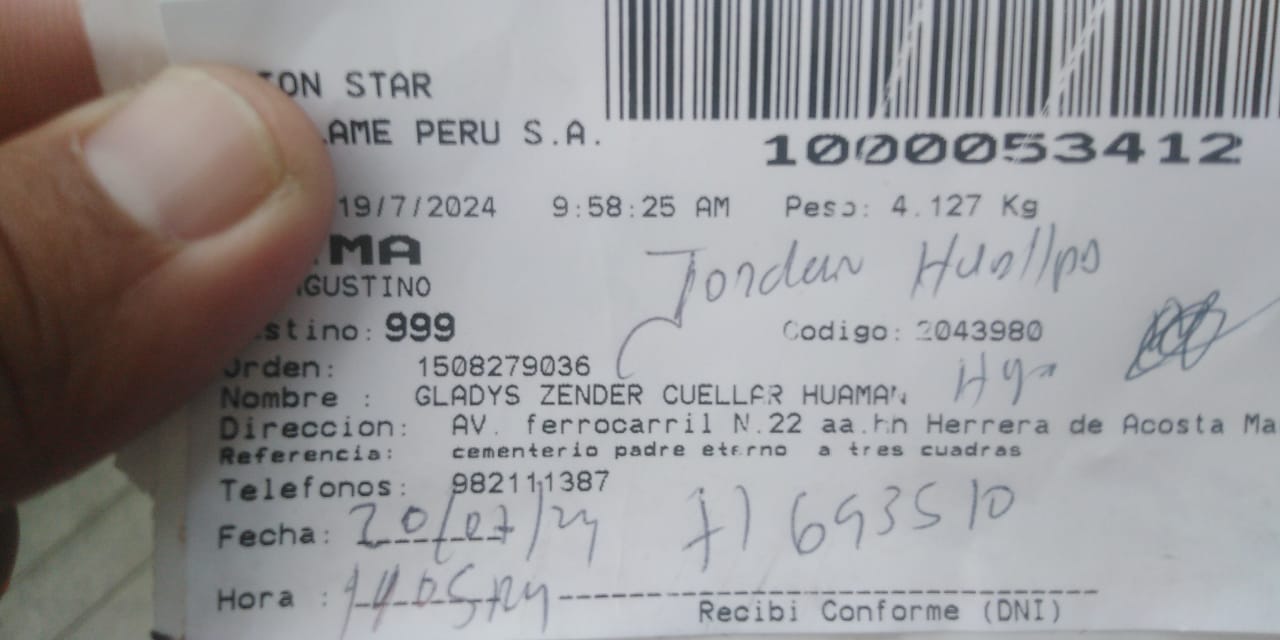 ION STAR
LAME PERU S.A.
1000053412
19/7/2024 9:58:25 AM Peso: 4.127 Kg
MA
GUSTINO
Jordan Huallpa
stino: 999 Codigo: 2043980
Orden: 1508279036
Nombre : GLADYS ZENDER CUELLAR HUAMAN
Direccion: AV. ferrocarril N.22 aa.hh Herrera de Acosta Ma
Referencia: cementerio padre eterno a tres cuadras
Telefonos: 982111387
Fecha: 20/07/24 71693510
Hora :
Recibi Conforme (DNI)